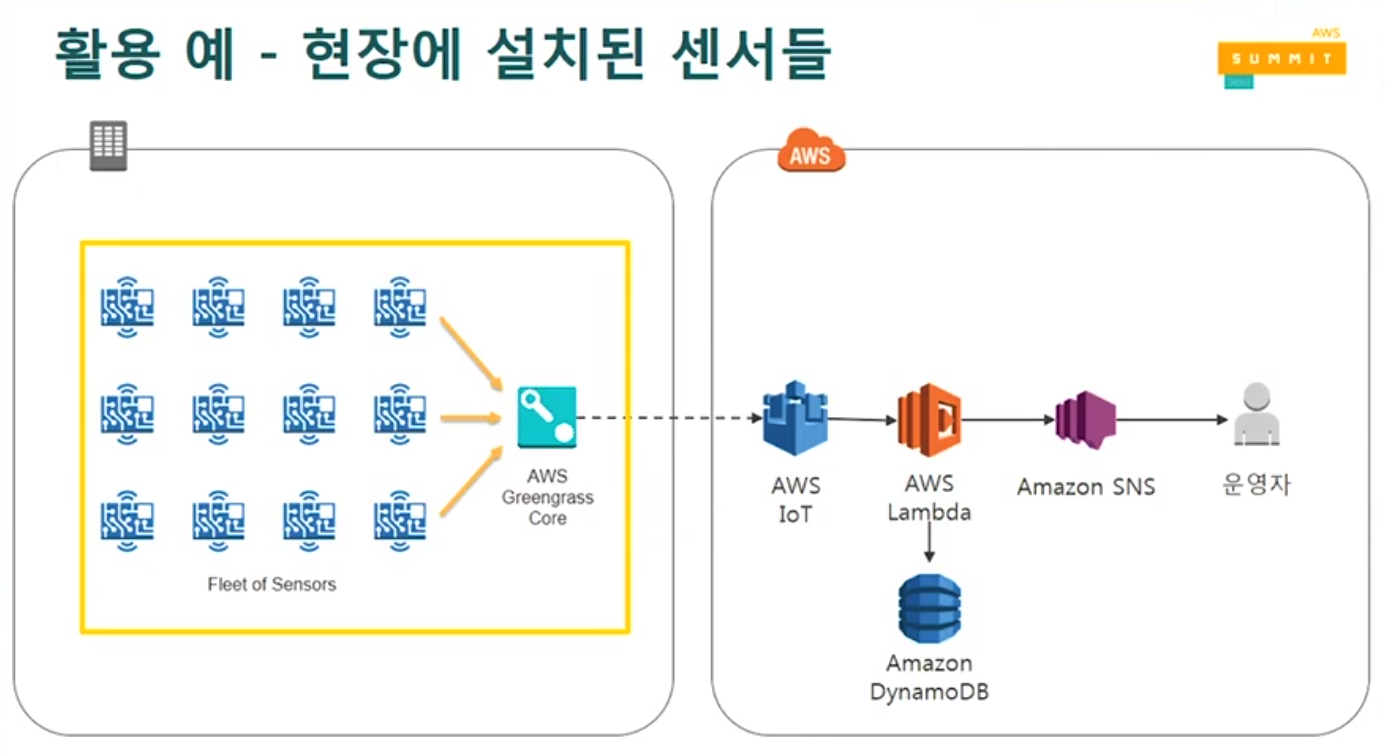 활용 예 - 현장에 설치된 센서들
AWS
SUMMIT
AWS
AWS
Greengrass
Core
Fleet of Sensors
AWS
IoT
AWS
Lambda
Amazon SNS
운영자
Amazon
DynamoDB